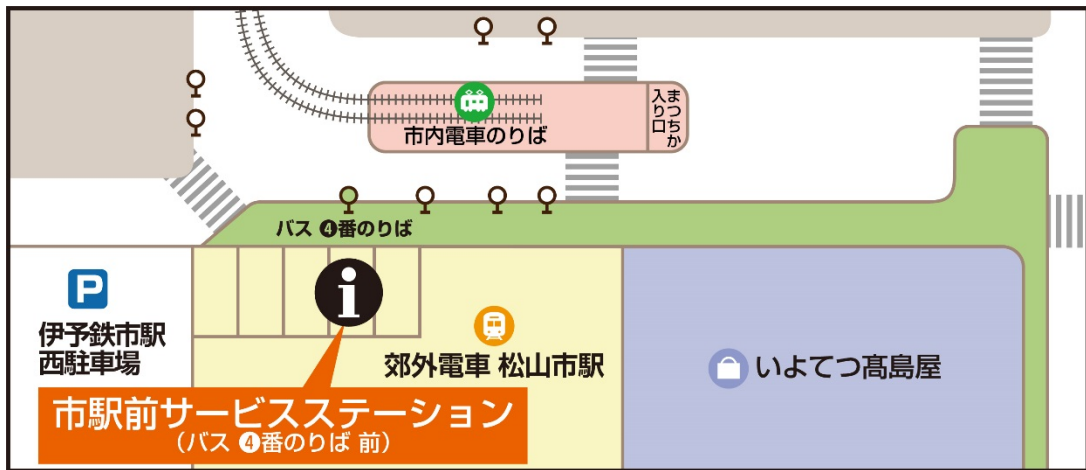 市内電車のりば
まつちか
入り口
バス ❹番のりば
P
i
伊予鉄市駅
西駐車場
郊外電車 松山市駅
いよてつ髙島屋
市駅前サービスステーション
（バス ❹番のりば 前）